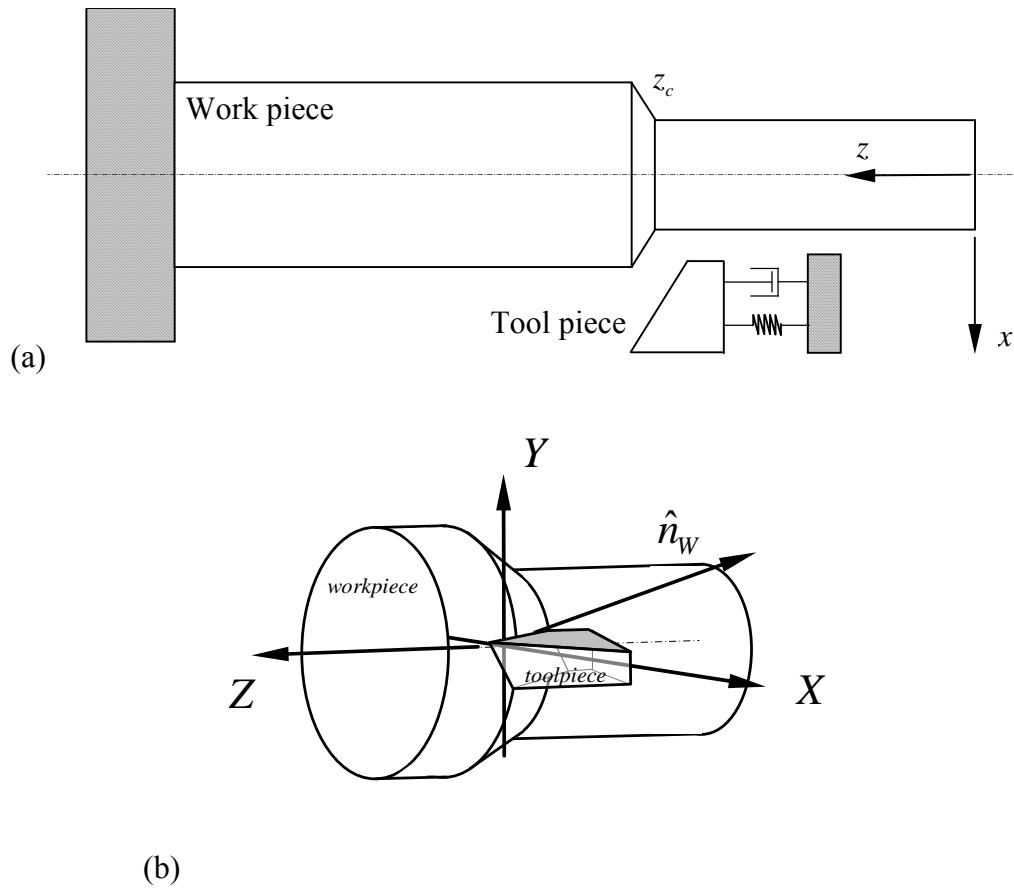 z_c
Work piece
z
Tool piece
x
(a)
Y
n̂_W
workpiece
toolpiece
Z
X
(b)